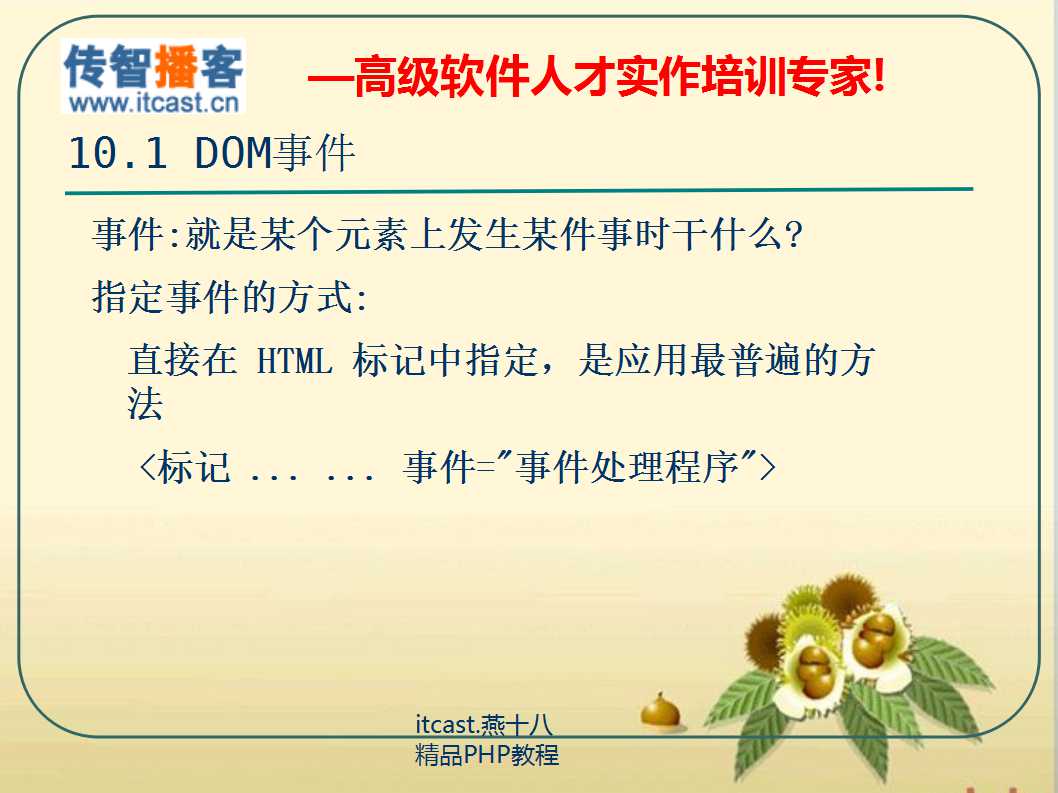 传智播客
www.itcast.cn
—高级软件人才实作培训专家!
10.1 DOM事件
事件:就是某个元素上发生某件事时干什么?
指定事件的方式:
直接在 HTML 标记中指定，是应用最普遍的方
法
<标记 ... ... 事件="事件处理程序">
itcast.燕十八
精品PHP教程